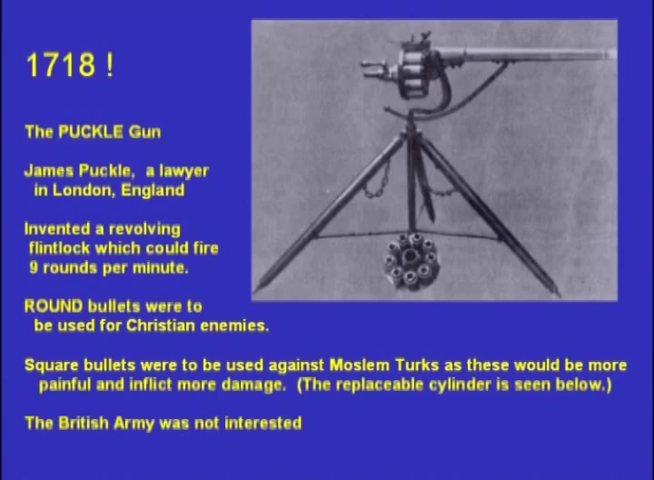 1718 !
The PUCKLE Gun
James Puckle, a lawyer
in London, England
Invented a revolving
flintlock which could fire
9 rounds per minute.
ROUND bullets were to
be used for Christian enemies.
Square bullets were to be used against Moslem Turks as these would be more
painful and inflict more damage. (The replaceable cylinder is seen below.)
The British Army was not interested